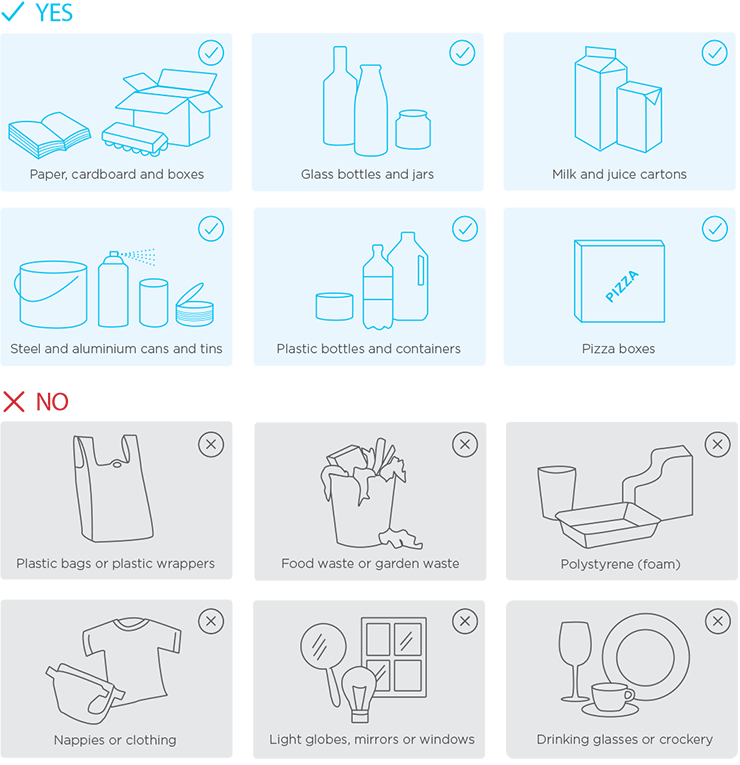 YES
Paper, cardboard and boxes
Glass bottles and jars
Milk and juice cartons
PIZZA
Steel and aluminium cans and tins
Plastic bottles and containers
Pizza boxes
NO
Plastic bags or plastic wrappers
Food waste or garden waste
Polystyrene (foam)
Nappies or clothing
Light globes, mirrors or windows
Drinking glasses or crockery